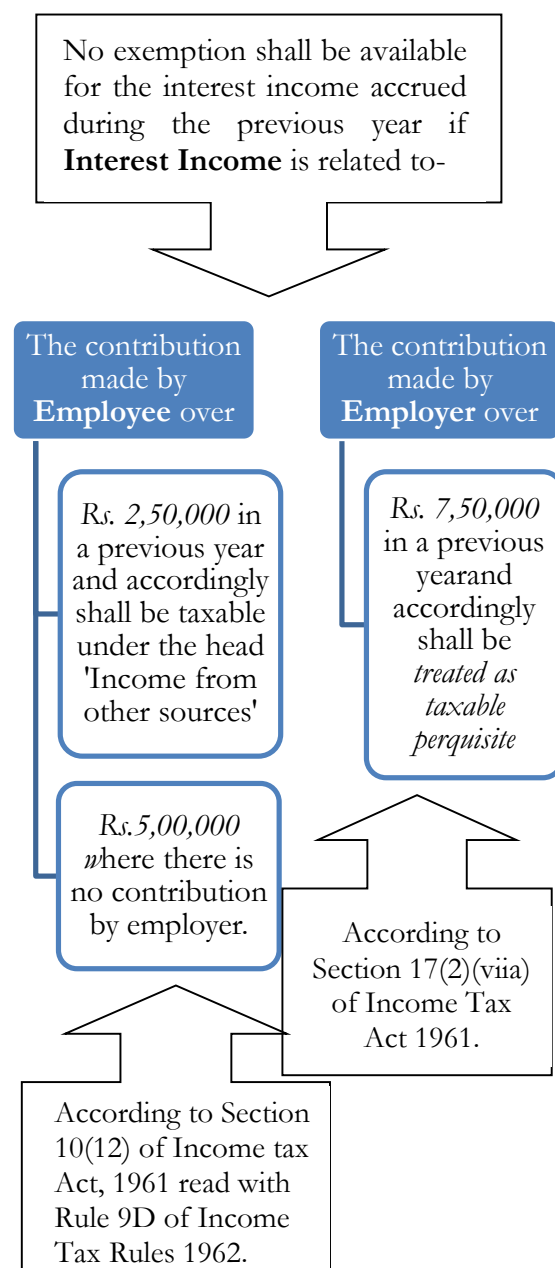 No exemption shall be available
for the interest income accrued
during the previous year if
Interest Income is related to-
The contribution
made by
Employee over
Rs. 2,50,000 in
a previous year
and accordingly
shall be taxable
under the head
'Income from
other sources'
Rs.5,00,000
where there is
no contribution
by employer.
According to Section
10(12) of Income tax
Act, 1961 read with
Rule 9D of Income
Tax Rules 1962.
The contribution
made by
Employer over
Rs. 7,50,000
in a previous
yearand
accordingly
shall be
treated as
taxable
perquisite
According to
Section 17(2)(viia)
of Income Tax
Act 1961.